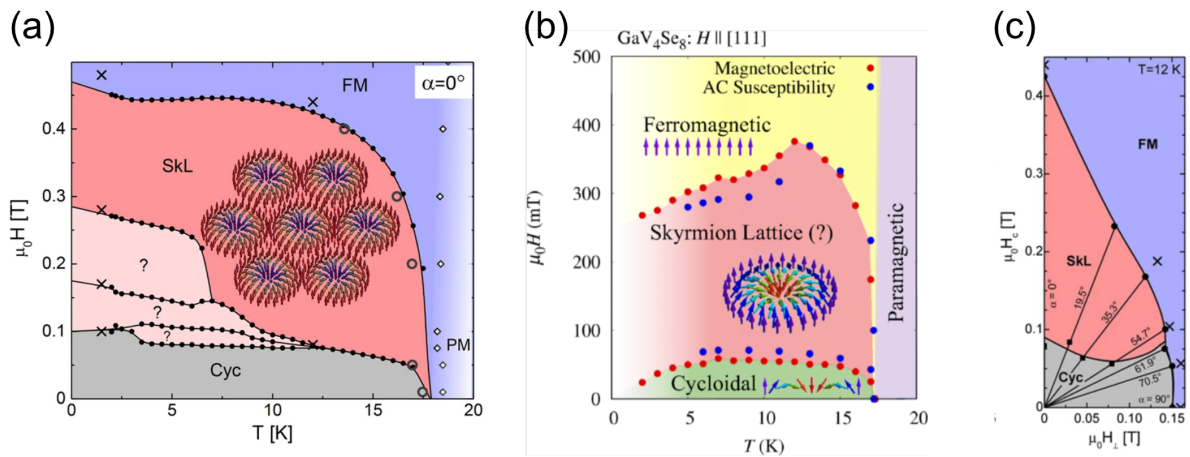 (a)
α=0°
FM
SkL
?
?
?
Cyc
PM
0.4
0.3
0.2
0.1
0
μ₀H [T]
0 5 10 15 20
T [K]
(b)
GaV₄Se₈: H || [111]
Magnetoelectric
AC Susceptibility
Ferromagnetic
Skyrmion Lattice (?)
Cycloidal
Paramagnetic
500
400
300
200
100
0
μ₀H (mT)
0 5 10 15 20
T (K)
(c)
T=12 K
FM
SkL
Cyc
α=0°
19.5°
35.3°
54.7°
61.9°
70.5°
α=90°
0.4
0.3
0.2
0.1
0
μ₀H_c [T]
0.00 0.05 0.10 0.15
μ₀H⊥ [T]